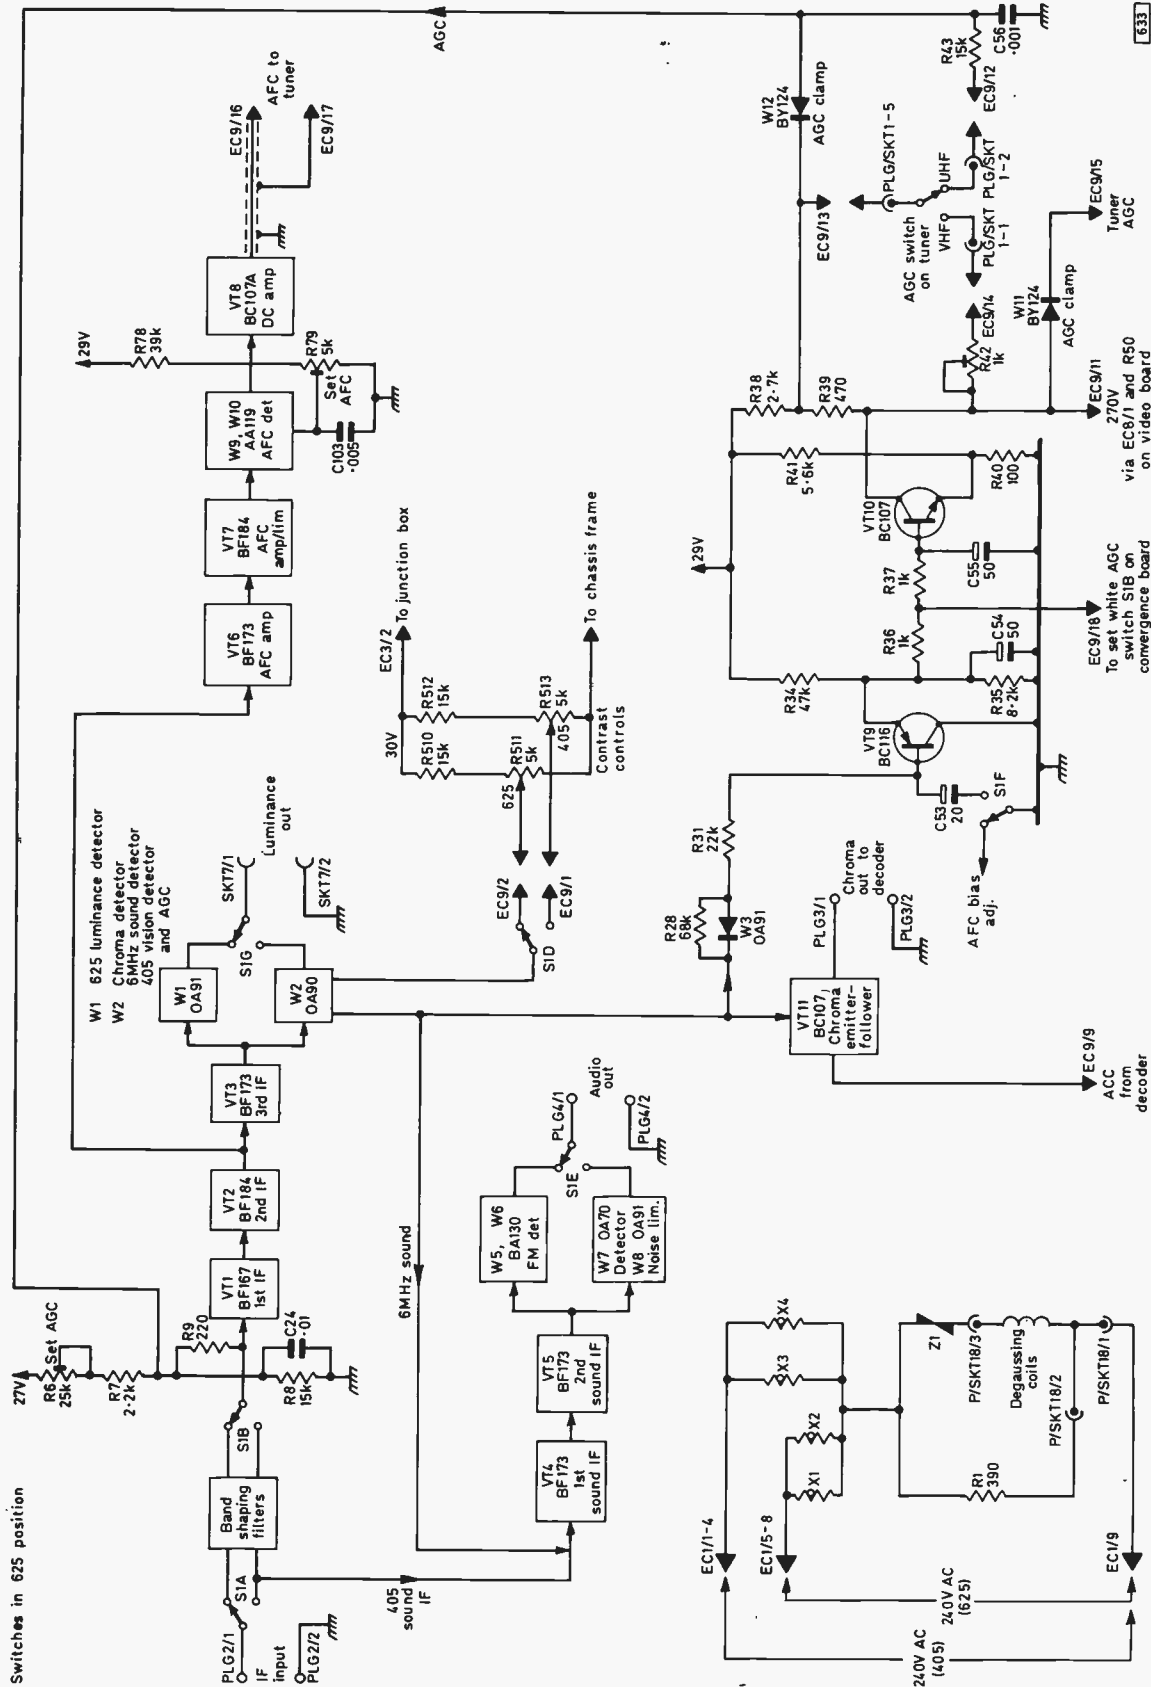 Switches in 625 position
PLG2/1
IF
input
PLG2/2
S1A
Band
shaping
filters
S1B
405
sound
IF
27V
R6
25k
Set AGC
R7
2·2k
R9
220
R8
15k
C24
·01
VT1
BF167
1st IF
VT2
BF184
2nd IF
VT3
BF173
3rd IF
W1
OA91
W2
OA90
S1G
SKT7/1
Luminance
out
SKT7/2
W1 625 luminance detector
W2 Chroma detector
6MHz sound detector
405 vision detector
and AGC
VT6
BF173
AFC amp
VT7
BF184
AFC
amp/lim
W9, W10
AA119
AFC det
C103
·005
29V
R78
39k
R79
5k
Set
AFC
VT8
BC107A
DC amp
EC9/16
AFC to
tuner
EC9/17
AGC
6MHz sound
VT4
BF173
1st
sound IF
VT5
BF173
2nd
sound IF
W5, W6
BA130
FM det
W7 OA70
Detector
W8 OA91
Noise lim.
S1E
PLG4/1
Audio
out
PLG4/2
EC9/2
EC9/1
S1D
30V
EC3/2
To junction box
R510
15k
R512
15k
R511
5k
R513
5k
625
405
Contrast
controls
To chassis frame
R28
68k
W3
OA91
R31
22k
VT11
BC107
Chroma
emitter-
follower
PLG3/1
Chroma
out to
decoder
PLG3/2
EC9/9
ACC
from
decoder
AFC bias
adj.
S1F
C53
20
VT9
BC116
R34
47k
R35
8·2k
C54
50
R36
1k
R37
1k
C55
50
29V
VT10
BC107
R41
5·6k
R40
100
R38
2·7k
R39
470
EC9/18
To set white AGC
switch S1B on
convergence board
EC9/11
270V
via EC8/1 and R50
on video board
W12
BY124
AGC clamp
EC9/13
PLG/SKT1-5
AGC switch
on tuner
VHF
UHF
PLG/SKT
1-1
PLG/SKT
1-2
EC9/14
R42
1k
EC9/12
R43
15k
C56
·001
W11
BY124
AGC clamp
EC9/15
Tuner
AGC
EC1/1-4
EC1/5-8
EC1/9
240V AC
(405)
240V AC
(625)
X1
X2
X3
X4
R1
390
Z1
P/SKT18/3
Degaussing
coils
P/SKT18/2
P/SKT18/1
633